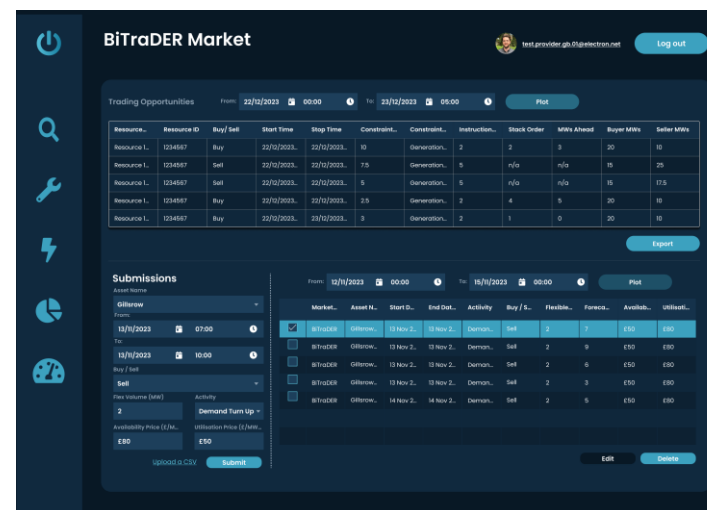 BiTraDER Market
test.provider.gb.01@electron.net
Log out
Trading Opportunities From: 22/12/2023 00:00 To: 23/12/2023 05:00 Plot
Resource... Resource ID Buy/ Sell Start Time Stop Time Constraint... Constraint... Instruction... Stack Order MWs Ahead Buyer MWs Seller MWs
Resource 1... 1234567 Buy 22/12/2023... 22/12/2023... 10 Generation... 2 2 3 20 10
Resource 1... 1234567 Sell 22/12/2023... 22/12/2023... 7.5 Generation... 5 n/a n/a 15 25
Resource 1... 1234567 Sell 22/12/2023... 22/12/2023... 5 Generation... 5 n/a n/a 15 17.5
Resource 1... 1234567 Buy 22/12/2023... 22/12/2023... 2.5 Generation... 2 4 5 20 10
Resource 1... 1234567 Buy 22/12/2023... 23/12/2023... 3 Generation... 2 1 0 20 10
Export
Submissions
Asset Name
Gillsrow
From:
13/11/2023 07:00
To:
13/11/2023 10:00
Buy / Sell
Sell
Flex Volume (MW) Activity
2 Demand Turn Up
Availability Price (£/M... Utilisation Price (£/MW...
£80 £50
Upload a CSV Submit
From: 12/11/2023 00:00 To: 15/11/2023 00:00 Plot
Market... Asset N... Start D... End Dat... Activity Buy / S... Flexible... Foreca... Availab... Utilisati...
BiTraDER Gillsrow... 13 Nov 2... 13 Nov 2... Deman... Sell 2 7 £50 £80
BiTraDER Gillsrow... 13 Nov 2... 13 Nov 2... Deman... Sell 2 9 £50 £80
BiTraDER Gillsrow... 13 Nov 2... 13 Nov 2... Deman... Sell 2 6 £50 £80
BiTraDER Gillsrow... 13 Nov 2... 13 Nov 2... Deman... Sell 2 3 £50 £80
BiTraDER Gillsrow... 14 Nov 2... 14 Nov 2... Deman... Sell 2 5 £50 £80
Edit Delete